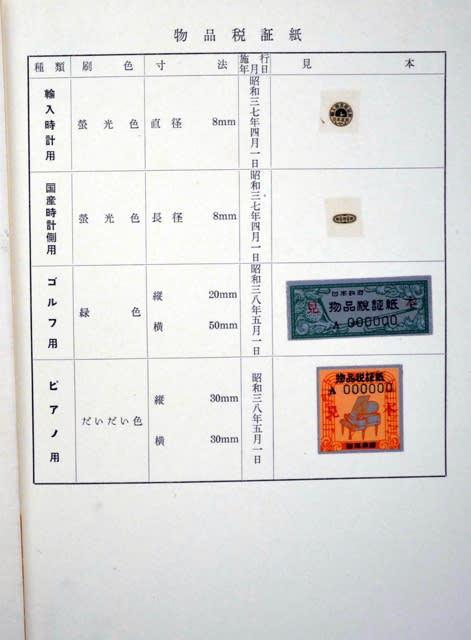 物品税証紙
種類 刷色 寸法 施行年月日 見本
輸入時計用 螢光色 直径 8mm 昭和三七年四月一日
国産時計側用 螢光色 長径 8mm 昭和三七年四月一日
ゴルフ用 緑色 縦 20mm 横 50mm 昭和三八年五月一日
日本政府
見 物品税証紙 本
A 000000
ピアノ用 だいだい色 縦 30mm 横 30mm 昭和三八年五月一日
物品税証紙
A 000000
見 本
日本政府